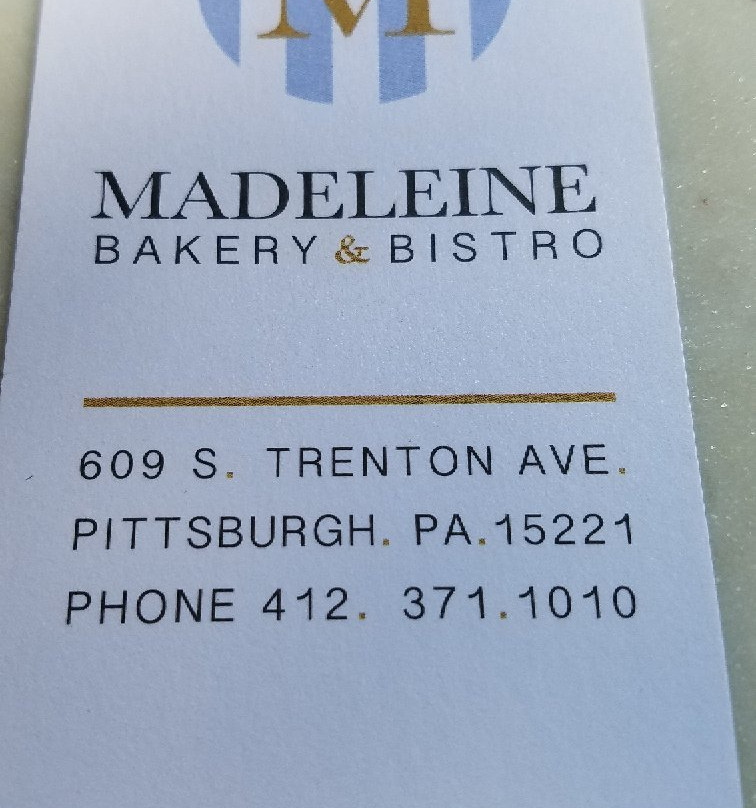 M
MADELEINE
BAKERY & BISTRO
609 S. TRENTON AVE.
PITTSBURGH. PA.15221
PHONE 412. 371.1010